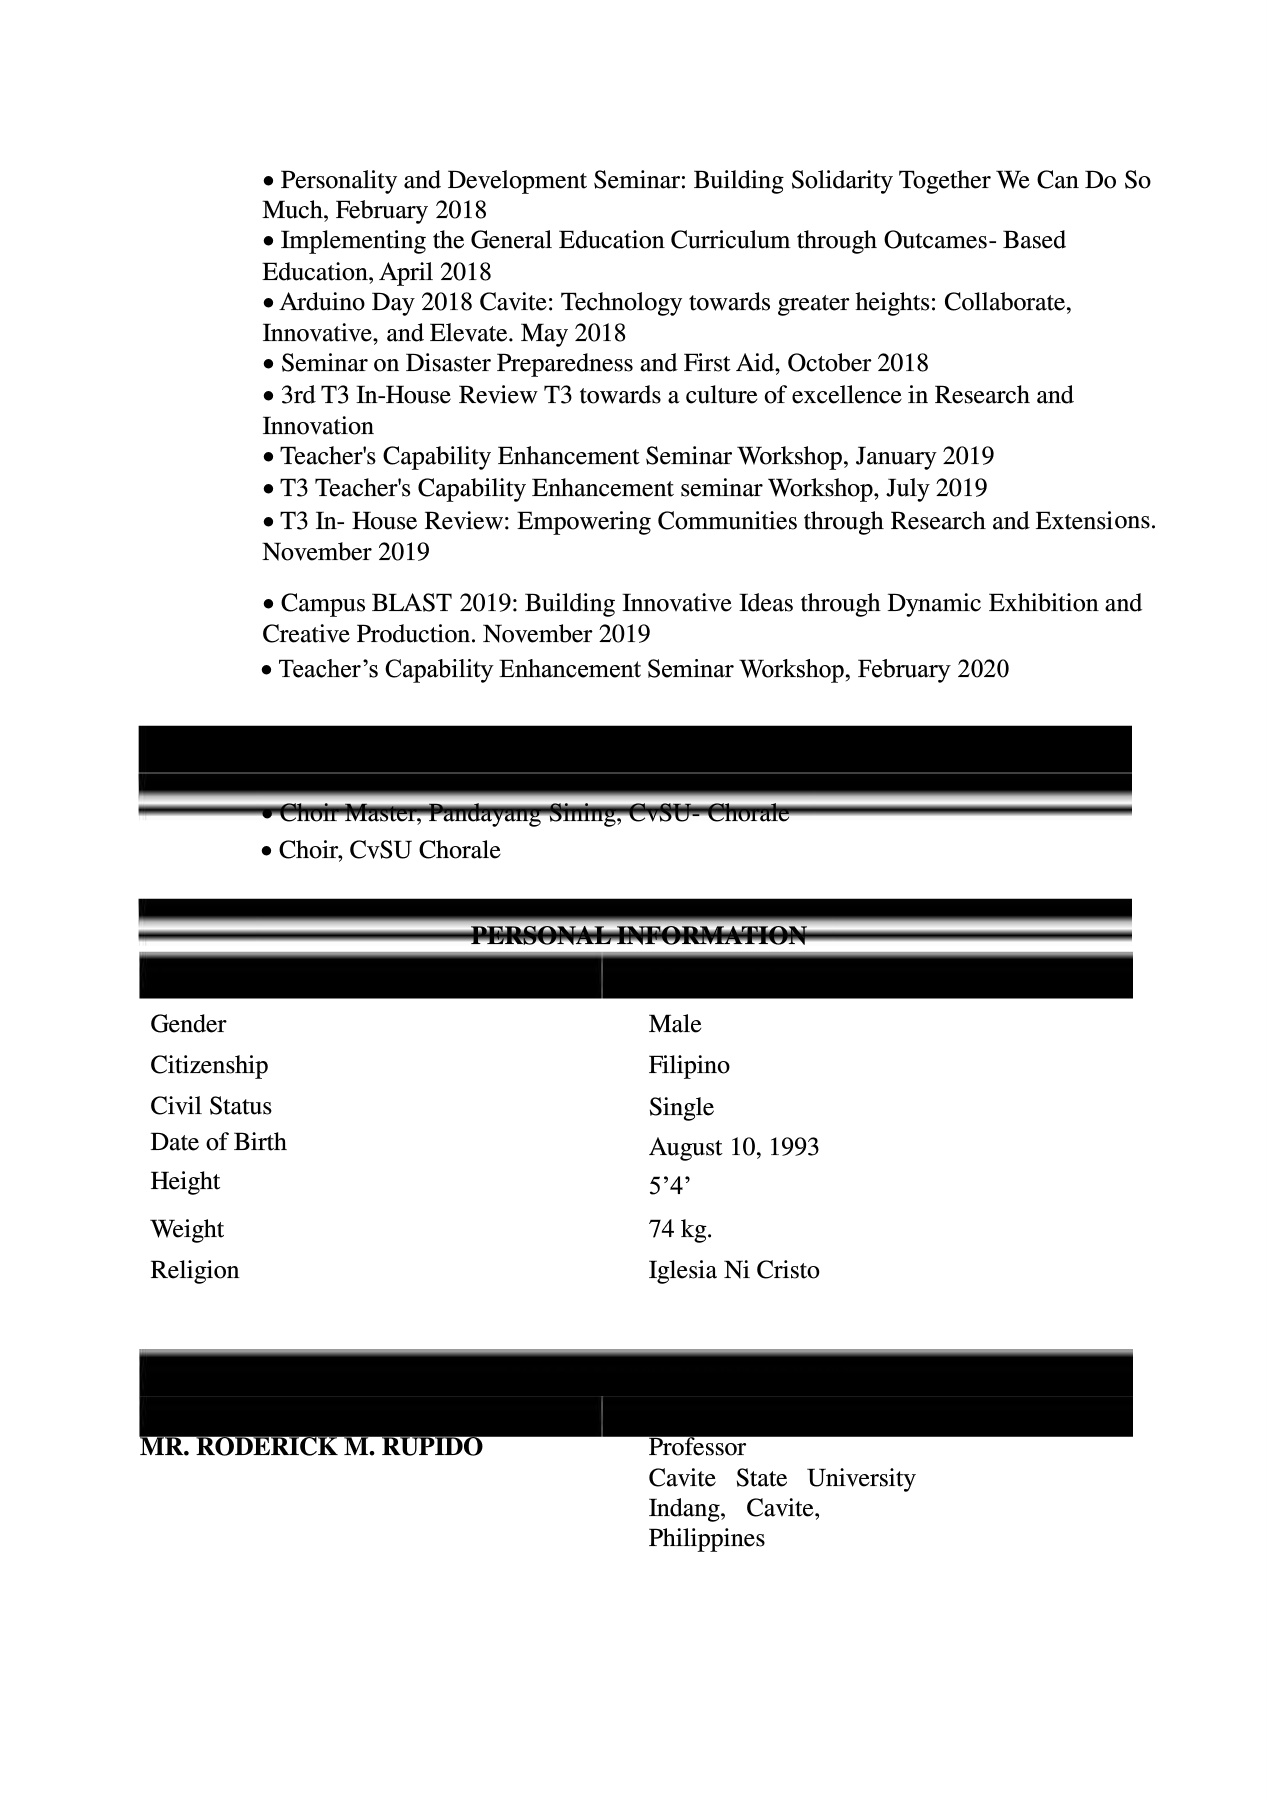 • Personality and Development Seminar: Building Solidarity Together We Can Do So
Much, February 2018
• Implementing the General Education Curriculum through Outcames- Based
Education, April 2018
• Arduino Day 2018 Cavite: Technology towards greater heights: Collaborate,
Innovative, and Elevate. May 2018
• Seminar on Disaster Preparedness and First Aid, October 2018
• 3rd T3 In-House Review T3 towards a culture of excellence in Research and
Innovation
• Teacher's Capability Enhancement Seminar Workshop, January 2019
• T3 Teacher's Capability Enhancement seminar Workshop, July 2019
• T3 In- House Review: Empowering Communities through Research and Extensions.
November 2019
• Campus BLAST 2019: Building Innovative Ideas through Dynamic Exhibition and
Creative Production. November 2019
• Teacher’s Capability Enhancement Seminar Workshop, February 2020
• Choir Master, Pandayang Sining, CvSU- Chorale
• Choir, CvSU Chorale
PERSONAL INFORMATION
Gender Male
Citizenship Filipino
Civil Status Single
Date of Birth August 10, 1993
Height 5’4’
Weight 74 kg.
Religion Iglesia Ni Cristo
MR. RODERICK M. RUPIDO Professor
Cavite State University
Indang, Cavite,
Philippines